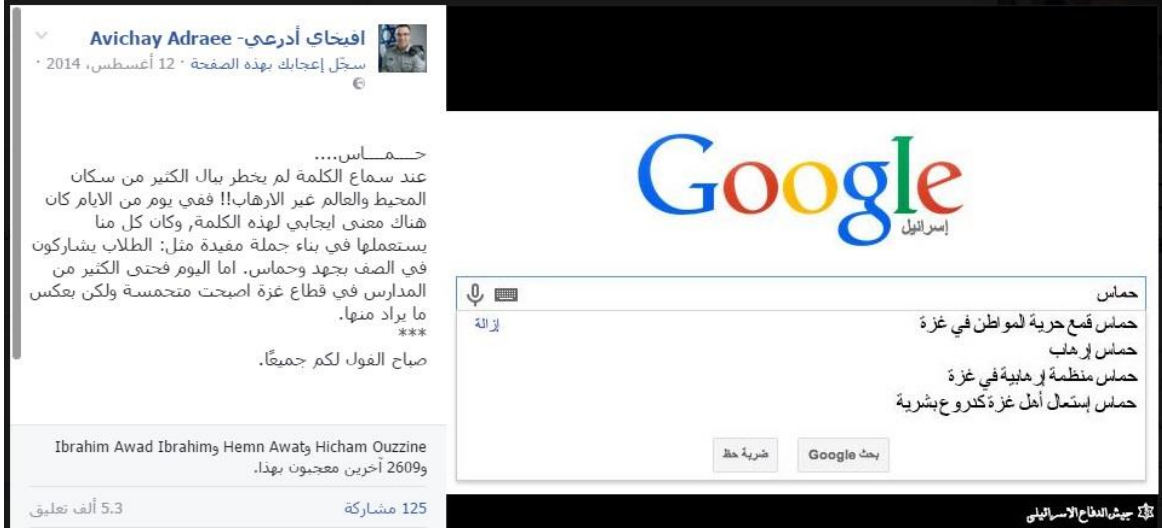 افيخاي أدرعي- Avichay Adraee
سجّل إعجابك بهذه الصفحة · 12 أغسطس، 2014 ·
حـــمـــاس....
عند سماع الكلمة لم يخطر ببال الكثير من سكان
المحيط والعالم غير الارهاب!! ففي يوم من الايام كان
هناك معنى ايجابي لهذه الكلمة, وكان كل منا
يستعملها في بناء جملة مفيدة مثل: الطلاب يشاركون
في الصف بجهد وحماس. اما اليوم فحتى الكثير من
المدارس في قطاع غزة اصبحت متحمسة ولكن بعكس
ما يراد منها.
***
صباح الفول لكم جميعًا.
Hicham Ouzzine وHemn Awat وIbrahim Awad Ibrahim
و2609 آخرين معجبون بهذا.
125 مشاركة
5.3 ألف تعليق
Google
إسرائيل
حماس
حماس قمع حرية المواطن في غزة
إزالة
حماس إرهاب
حماس منظمة إرهابية في غزة
حماس إستعال أهل غزة كدروع بشرية
بحث Google
ضربة حظ
جيش الدفاع الاسرائيلي